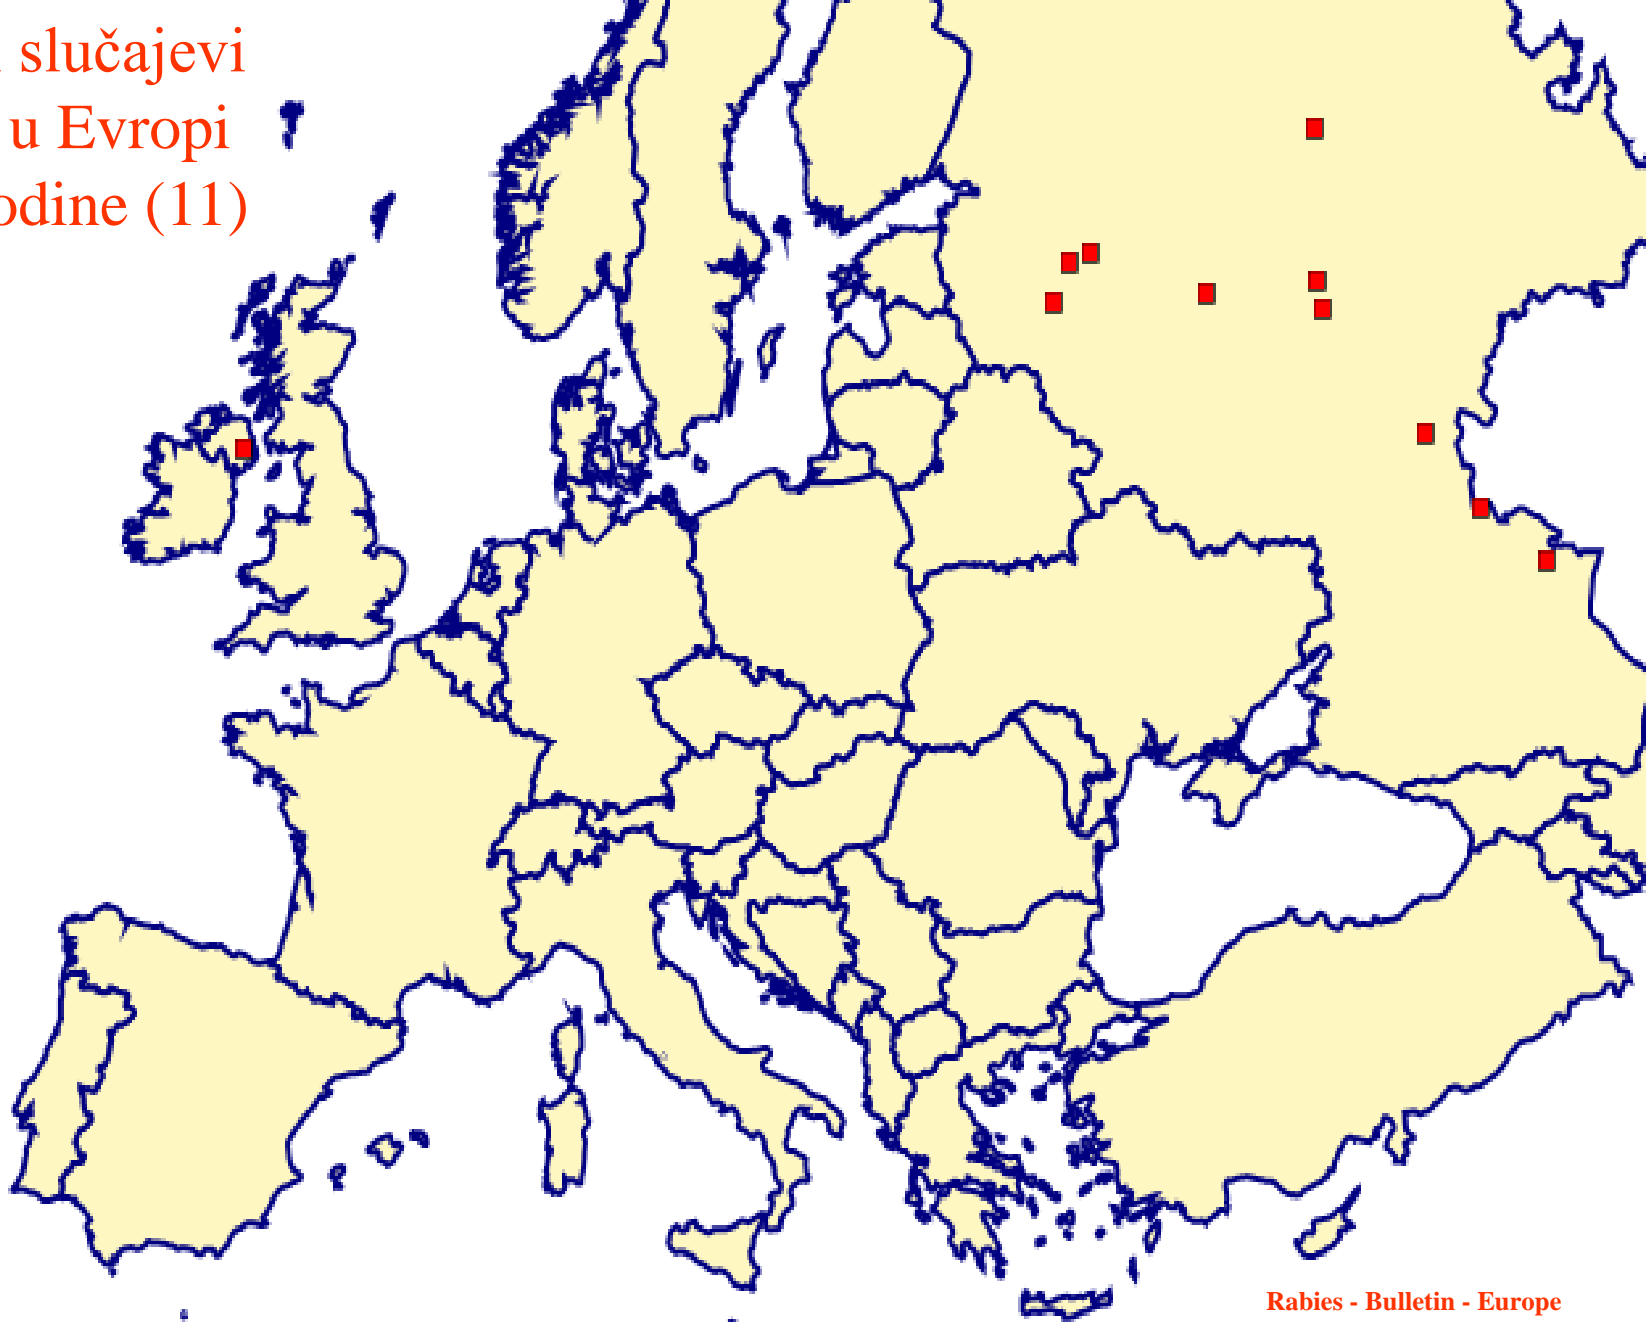 slučajevi
u Evropi
odine (11)
Rabies - Bulletin - Europe